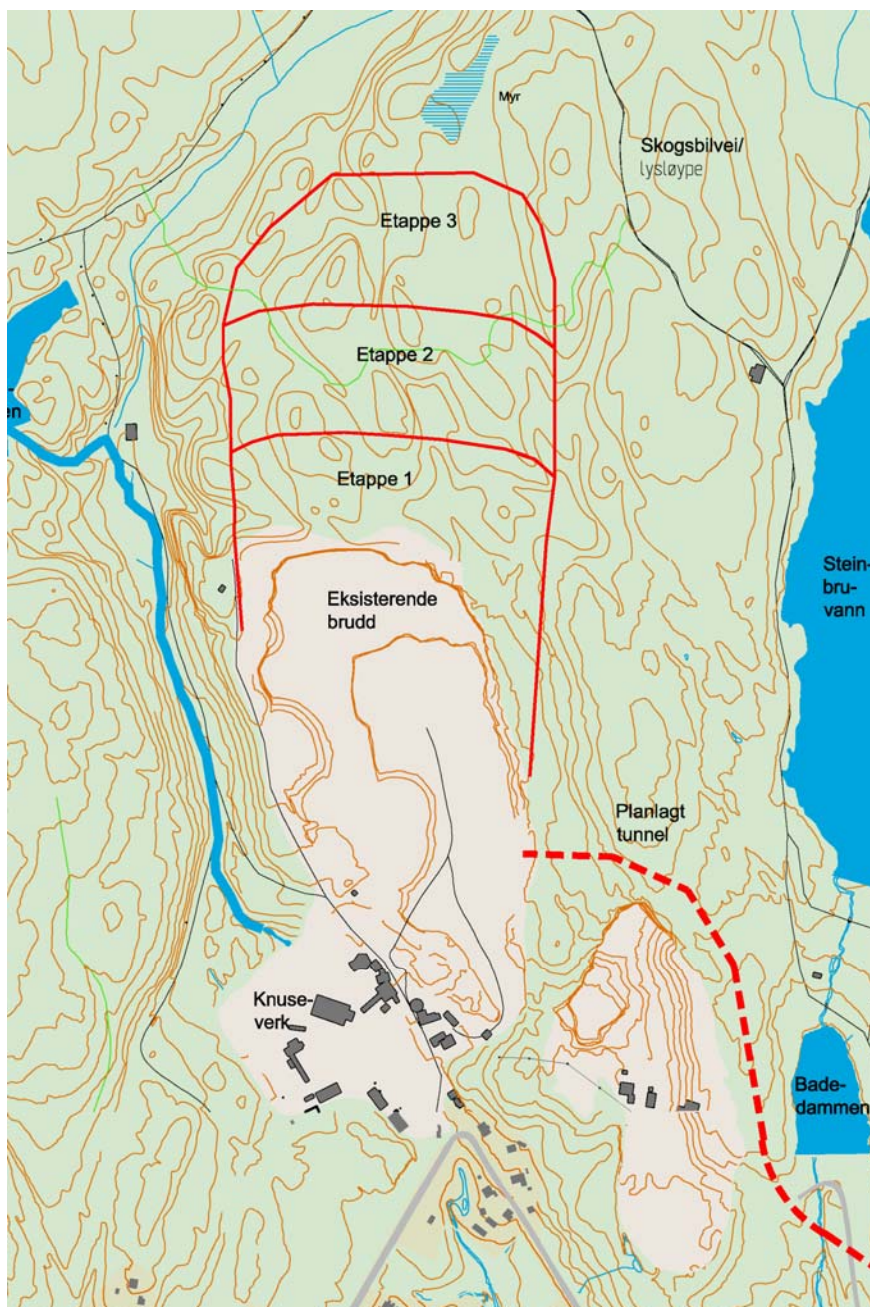 Myr
Skogsbilvei/
lysløype
Etappe 3
Etappe 2
en
Etappe 1
Stein-
bru-
vann
Eksisterende
brudd
Planlagt
tunnel
Knuse-
verk
Bade-
dammen